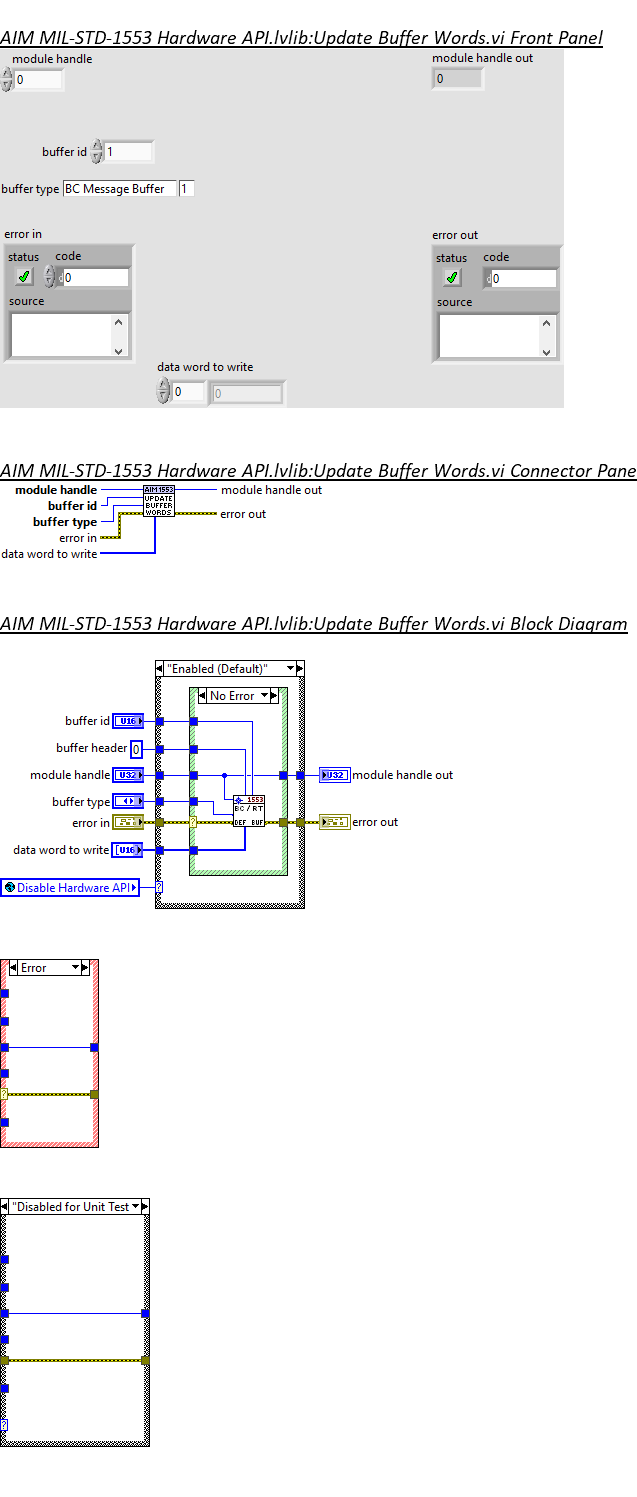 AIM MIL-STD-1553 Hardware API.lvlib:Update Buffer Words.vi Front Panel
module handle
0
module handle out
0
buffer id 1
buffer type BC Message Buffer 1
error in
status code
0
source
error out
status code
0
source
data word to write
0 0
AIM MIL-STD-1553 Hardware API.lvlib:Update Buffer Words.vi Connector Pane
module handle
buffer id
buffer type
error in
data word to write
AIM1553
UPDATE
BUFFER
WORDS
module handle out
error out
AIM MIL-STD-1553 Hardware API.lvlib:Update Buffer Words.vi Block Diagram
"Enabled (Default)"
No Error
buffer id U16
buffer header 0
module handle U32
U32 module handle out
buffer type
1553
BC/RT
DEF BUF
error in
?
error out
data word to write U16
Disable Hardware API
?
Error
?
"Disabled for Unit Test
?